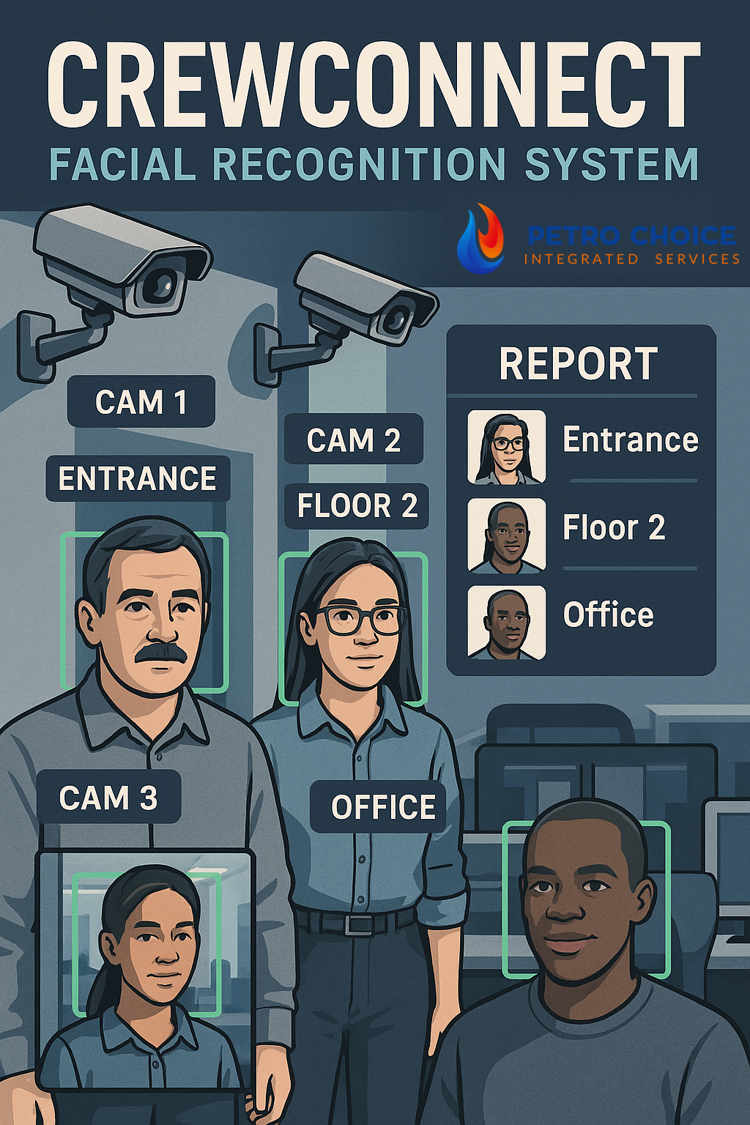 CREWCONNECT
FACIAL RECOGNITION SYSTEM
PETRO CHOICE
INTEGRATED SERVICES
CAM 1
ENTRANCE
CAM 2
FLOOR 2
REPORT
Entrance
Floor 2
Office
CAM 3
OFFICE